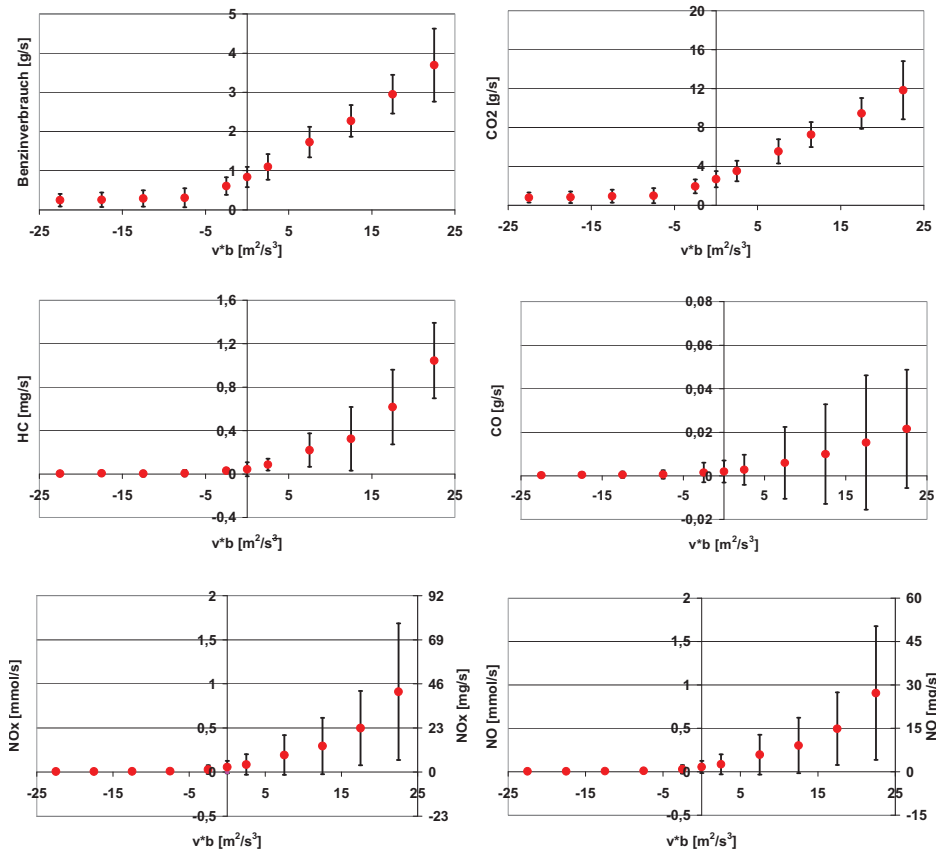 Benzinverbrauch [g/s]
5
4
3
2
1
0
-25 -15 -5 5 15 25
v*b [m²/s³]
CO2 [g/s]
20
16
12
8
4
0
-25 -15 -5 5 15 25
v*b [m²/s³]
HC [mg/s]
1,6
1,2
0,8
0,4
0
-0,4
-25 -15 -5 5 15 25
v*b [m²/s³]
CO [g/s]
0,08
0,06
0,04
0,02
0
-0,02
-25 -15 -5 5 15 25
v*b [m²/s³]
NOx [mmol/s]
2
1,5
1
0,5
0
-0,5
-25 -15 -5 5 15 25
92
69
46
23
0
-23
NOx [mg/s]
v*b [m²/s³]
NO [mmol/s]
2
1,5
1
0,5
0
-0,5
-25 -15 -5 5 15 25
60
45
30
15
0
-15
NO [mg/s]
v*b [m²/s³]